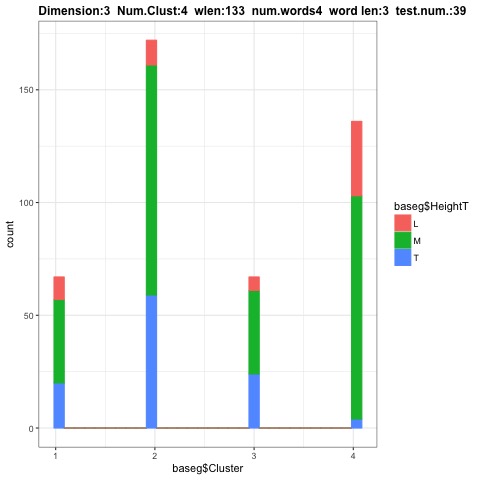 Dimension:3  Num.Clust:4  wlen:133  num.words4  word len:3  test.num.:39
150
100
50
0
count
1 2 3 4
baseg$Cluster
baseg$HeightT
L
M
T